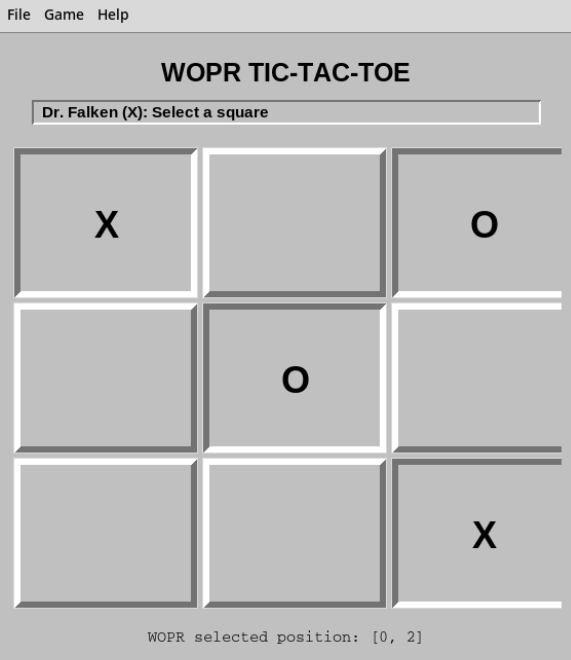 File Game Help
WOPR TIC-TAC-TOE
Dr. Falken (X): Select a square
X O
O
X
WOPR selected position: [0, 2]